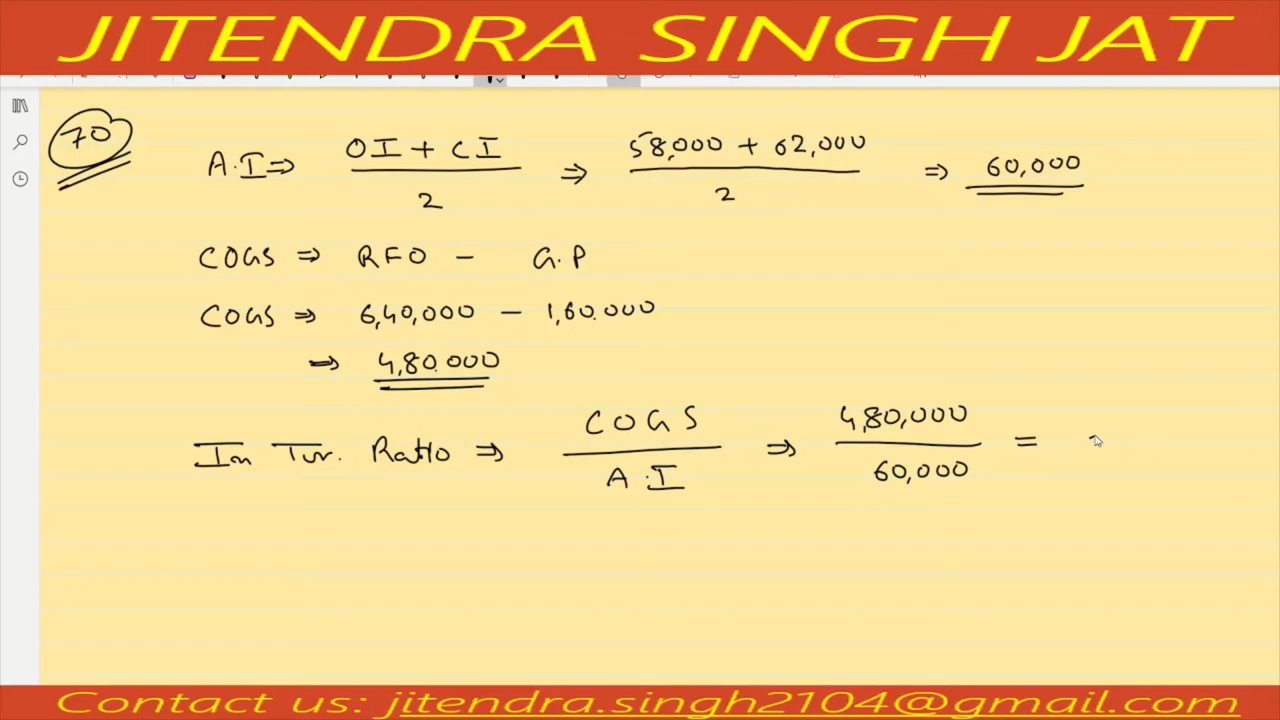 JITENDRA SINGH JAT
70
A.I ⇒ OI + CI / 2 ⇒ 58,000 + 62,000 / 2 ⇒ 60,000
COGS ⇒ RFO - G.P
COGS ⇒ 6,40,000 - 1,60.000
⇒ 4,80.000
In Tur. Ratio ⇒ COGS / A.I ⇒ 4,80,000 / 60,000 =
Contact us: jitendra.singh2104@gmail.com